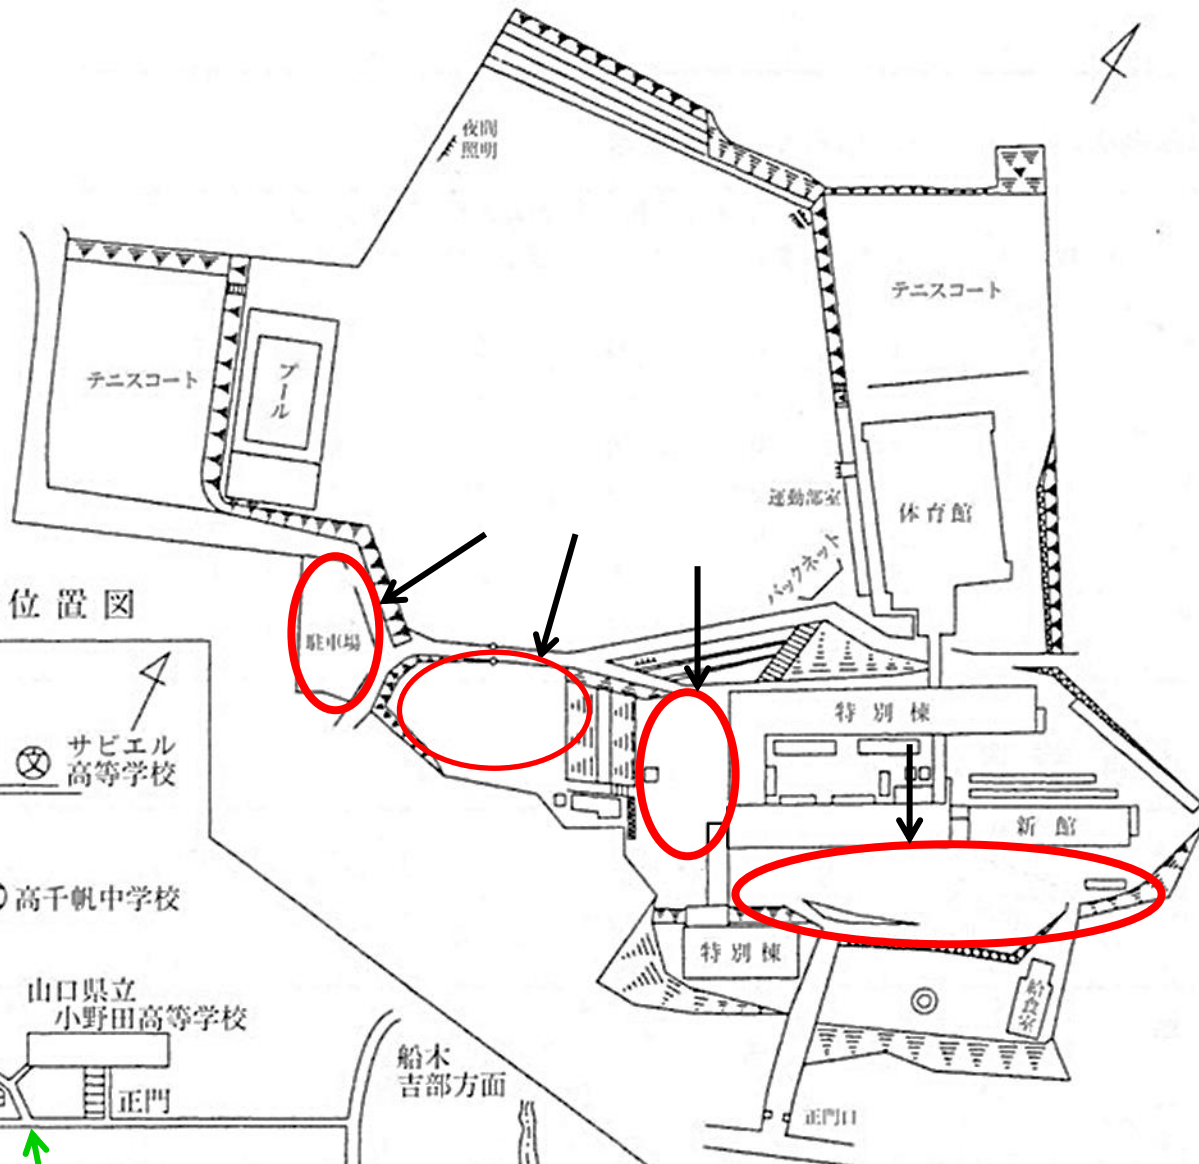 夜間
照明
テニスコート
テニスコート
プール
運動部室
体育館
バックネット
位置図
駐車場
特別棟
サビエル
高等学校
新館
高千帆中学校
特別棟
給食室
山口県立
小野田高等学校
船木
吉部方面
正門
正門口